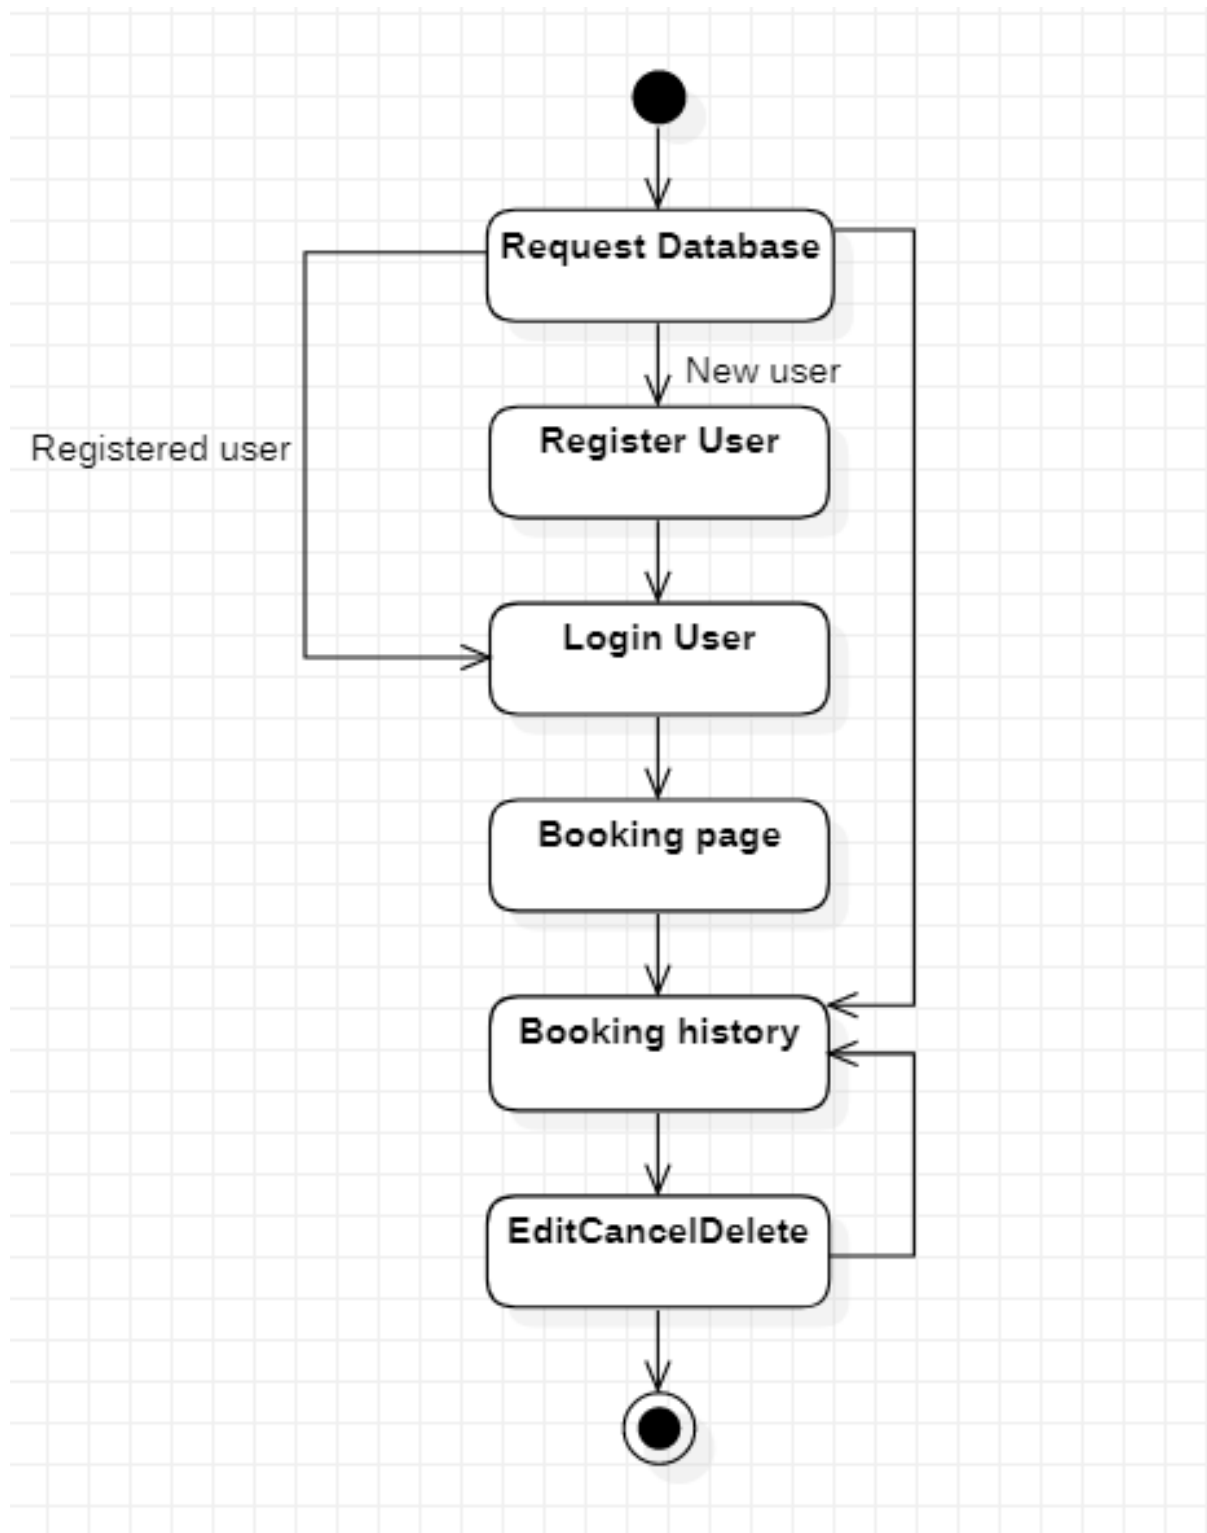 Request Database
New user
Register User
Registered user
Login User
Booking page
Booking history
EditCancelDelete